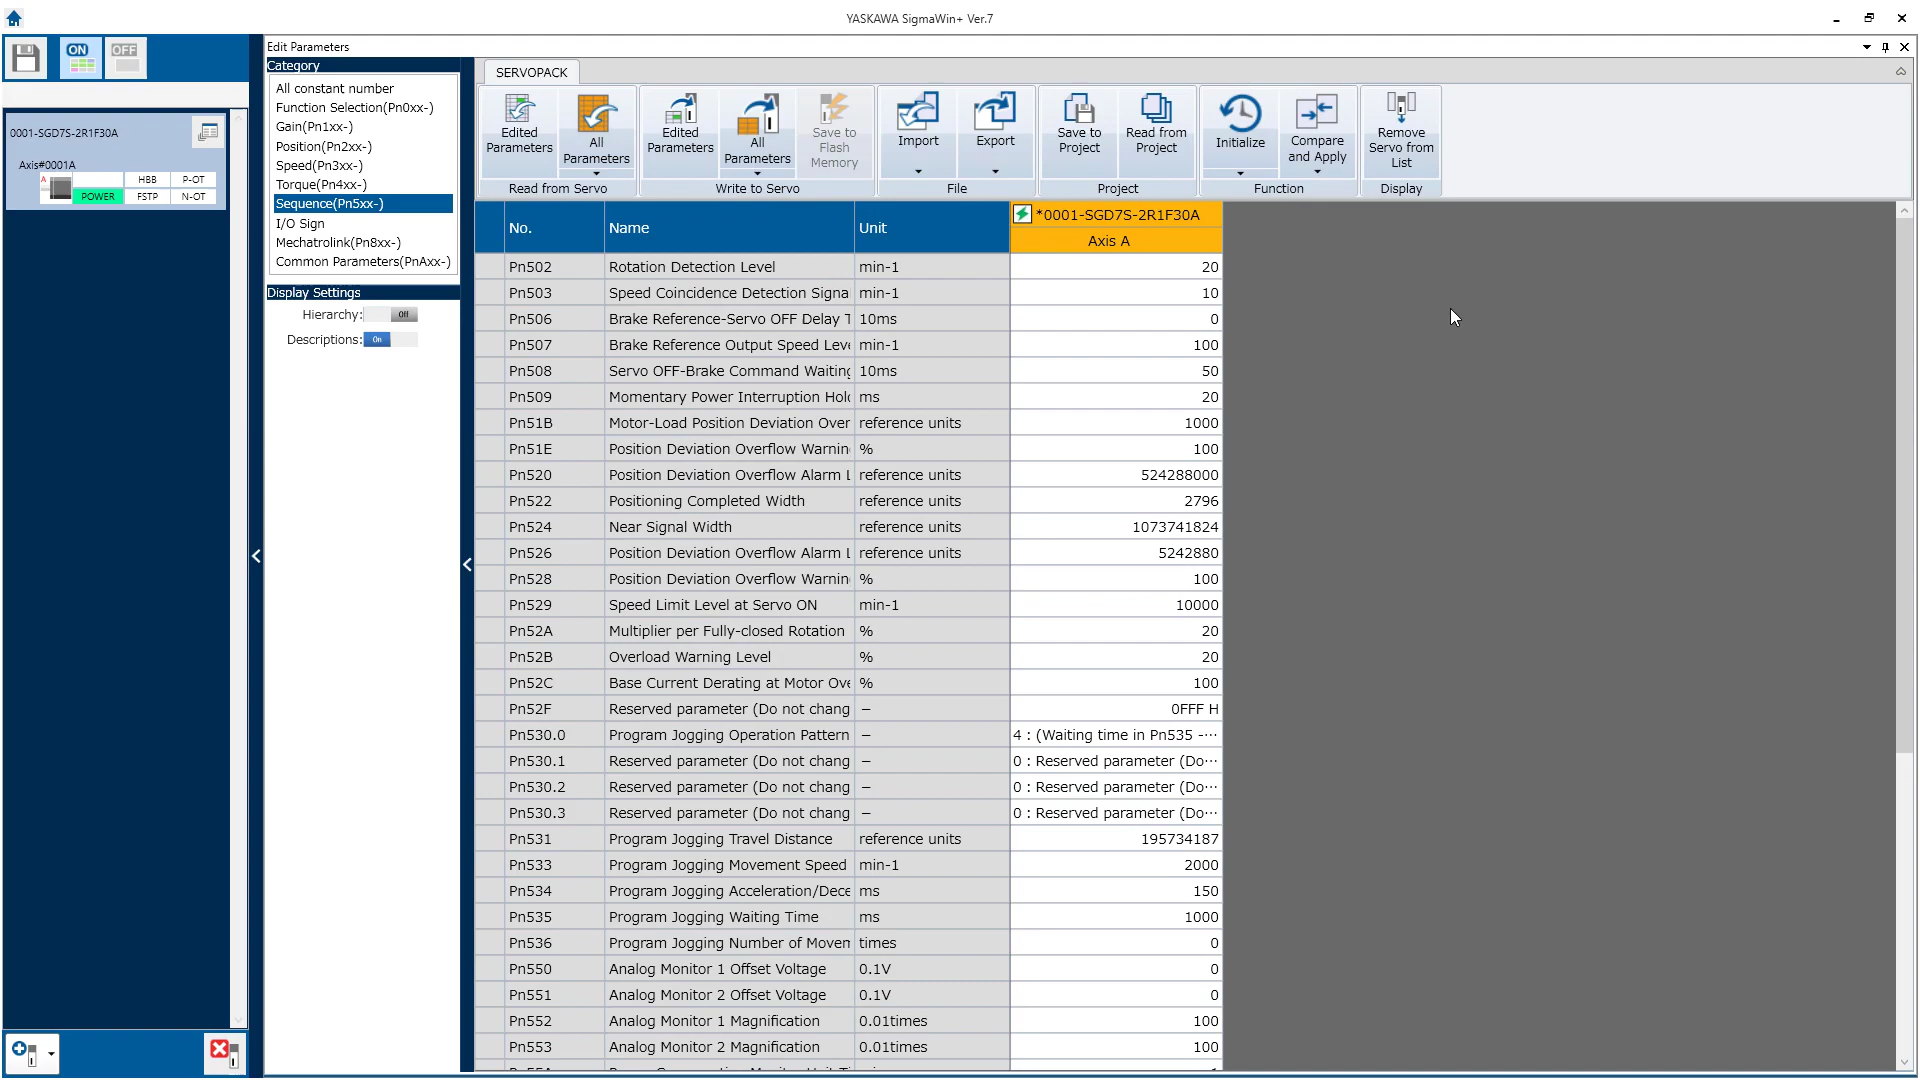 YASKAWA SigmaWin+ Ver.7
ON
OFF
0001-SGD7S-2R1F30A
Axis#0001A
A
HBB
P-OT
POWER
FSTP
N-OT
Edit Parameters
Category
All constant number
Function Selection(Pn0xx-)
Gain(Pn1xx-)
Position(Pn2xx-)
Speed(Pn3xx-)
Torque(Pn4xx-)
Sequence(Pn5xx-)
I/O Sign
Mechatrolink(Pn8xx-)
Common Parameters(PnAxx-)
Display Settings
Hierarchy: Off
Descriptions: On
SERVOPACK
Edited
Parameters
All
Parameters
Read from Servo
Edited
Parameters
All
Parameters
Save to
Flash
Memory
Write to Servo
Import
Export
File
Save to
Project
Read from
Project
Project
Initialize
Compare
and Apply
Function
Remove
Servo from
List
Display
No. Name Unit *0001-SGD7S-2R1F30A
Axis A
Pn502 Rotation Detection Level min-1 20
Pn503 Speed Coincidence Detection Signa min-1 10
Pn506 Brake Reference-Servo OFF Delay T 10ms 0
Pn507 Brake Reference Output Speed Leve min-1 100
Pn508 Servo OFF-Brake Command Waiting 10ms 50
Pn509 Momentary Power Interruption Hold ms 20
Pn51B Motor-Load Position Deviation Over reference units 1000
Pn51E Position Deviation Overflow Warnin % 100
Pn520 Position Deviation Overflow Alarm L reference units 524288000
Pn522 Positioning Completed Width reference units 2796
Pn524 Near Signal Width reference units 1073741824
Pn526 Position Deviation Overflow Alarm L reference units 5242880
Pn528 Position Deviation Overflow Warnin % 100
Pn529 Speed Limit Level at Servo ON min-1 10000
Pn52A Multiplier per Fully-closed Rotation % 20
Pn52B Overload Warning Level % 20
Pn52C Base Current Derating at Motor Ove % 100
Pn52F Reserved parameter (Do not chang − 0FFF H
Pn530.0 Program Jogging Operation Pattern − 4 : (Waiting time in Pn535 -···
Pn530.1 Reserved parameter (Do not chang − 0 : Reserved parameter (Do···
Pn530.2 Reserved parameter (Do not chang − 0 : Reserved parameter (Do···
Pn530.3 Reserved parameter (Do not chang − 0 : Reserved parameter (Do···
Pn531 Program Jogging Travel Distance reference units 195734187
Pn533 Program Jogging Movement Speed min-1 2000
Pn534 Program Jogging Acceleration/Dece ms 150
Pn535 Program Jogging Waiting Time ms 1000
Pn536 Program Jogging Number of Movem times 0
Pn550 Analog Monitor 1 Offset Voltage 0.1V 0
Pn551 Analog Monitor 2 Offset Voltage 0.1V 0
Pn552 Analog Monitor 1 Magnification 0.01times 100
Pn553 Analog Monitor 2 Magnification 0.01times 100